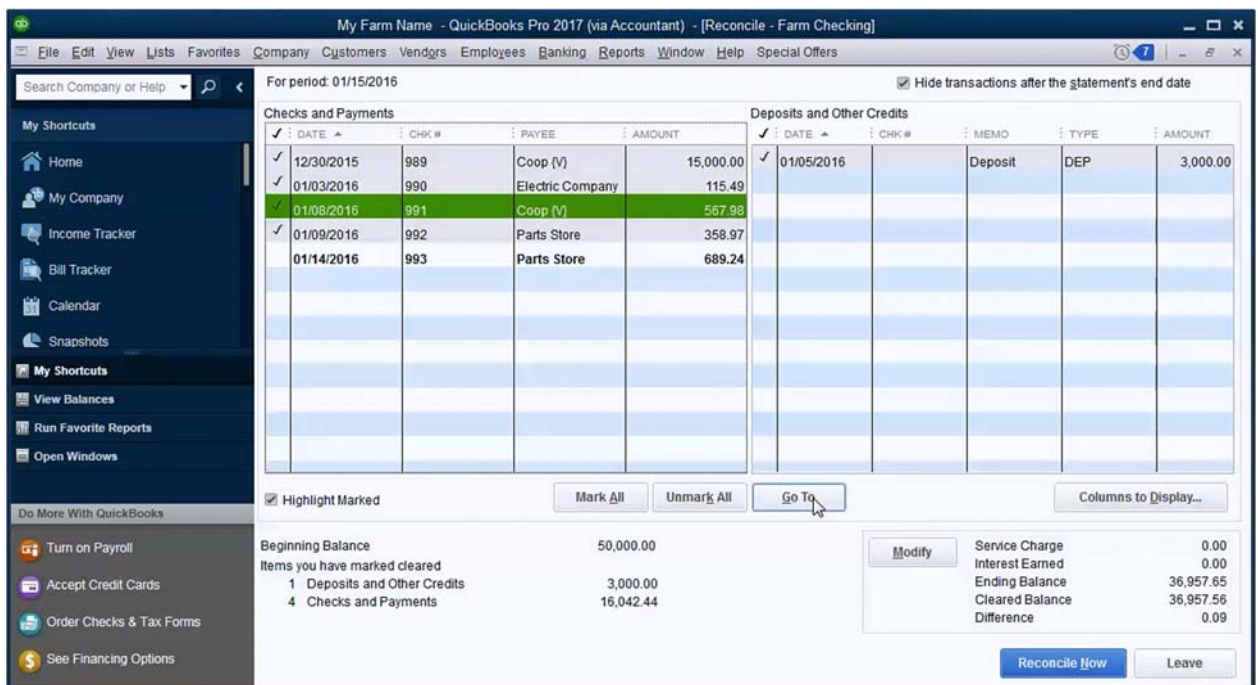 qb My Farm Name - QuickBooks Pro 2017 (via Accountant) - [Reconcile - Farm Checking]
File Edit View Lists Favorites Company Customers Vendors Employees Banking Reports Window Help Special Offers 7
Search Company or Help
My Shortcuts
Home
My Company
Income Tracker
Bill Tracker
Calendar
Snapshots
My Shortcuts
View Balances
Run Favorite Reports
Open Windows
Do More With QuickBooks
Turn on Payroll
Accept Credit Cards
Order Checks & Tax Forms
$ See Financing Options
For period: 01/15/2016 Hide transactions after the statement's end date
Checks and Payments
✓ DATE CHK # PAYEE AMOUNT
✓ 12/30/2015 989 Coop {V} 15,000.00
✓ 01/03/2016 990 Electric Company 115.49
✓ 01/08/2016 991 Coop {V} 567.98
✓ 01/09/2016 992 Parts Store 358.97
01/14/2016 993 Parts Store 689.24
Deposits and Other Credits
✓ DATE CHK # MEMO TYPE AMOUNT
✓ 01/05/2016 Deposit DEP 3,000.00
Highlight Marked Mark All Unmark All Go To Columns to Display...
Beginning Balance 50,000.00
Items you have marked cleared
1 Deposits and Other Credits 3,000.00
4 Checks and Payments 16,042.44
Modify
Service Charge 0.00
Interest Earned 0.00
Ending Balance 36,957.65
Cleared Balance 36,957.56
Difference 0.09
Reconcile Now Leave